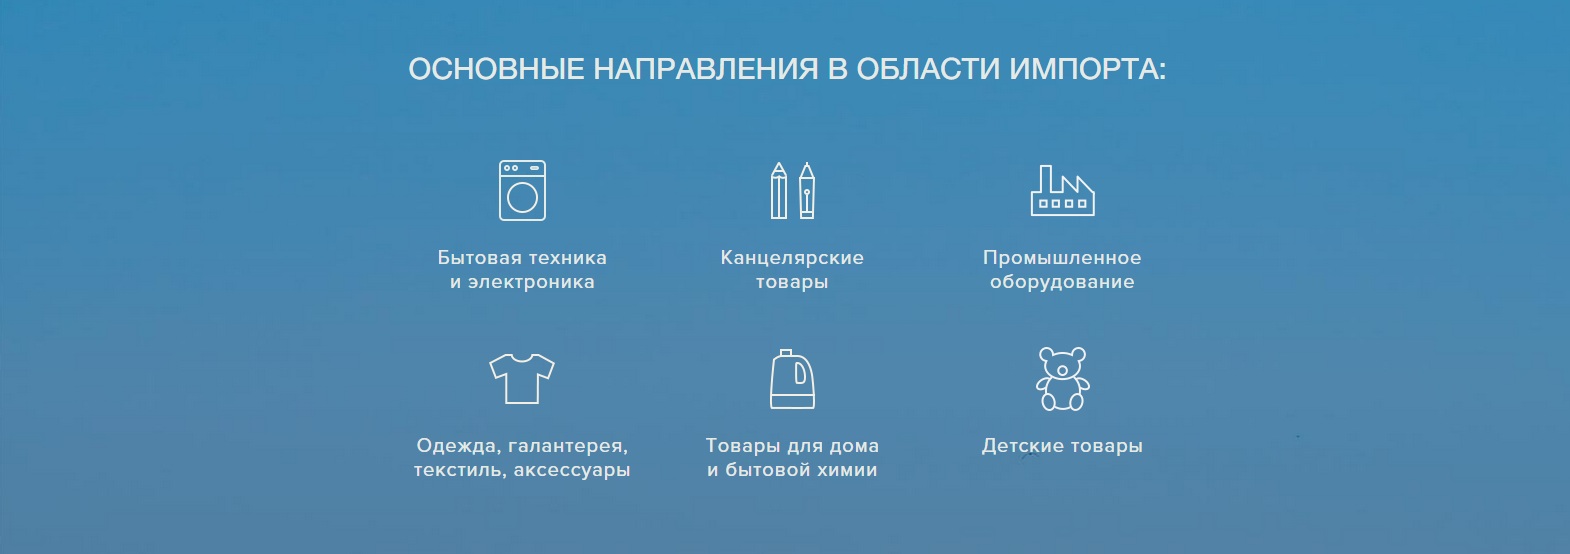 ОСНОВНЫЕ НАПРАВЛЕНИЯ В ОБЛАСТИ ИМПОРТА:
Бытовая техника
и электроника
Канцелярские
товары
Промышленное
оборудование
Одежда, галантерея,
текстиль, аксессуары
Товары для дома
и бытовой химии
Детские товары